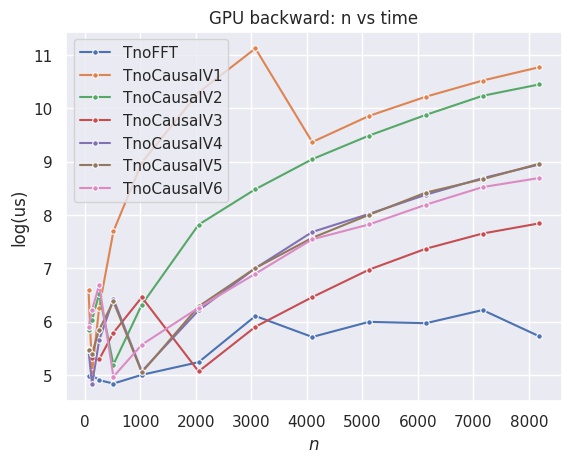 GPU backward: n vs time
TnoFFT
TnoCausalV1
TnoCausalV2
TnoCausalV3
TnoCausalV4
TnoCausalV5
TnoCausalV6
11
10
9
8
7
6
5
log(us)
0 1000 2000 3000 4000 5000 6000 7000 8000
n